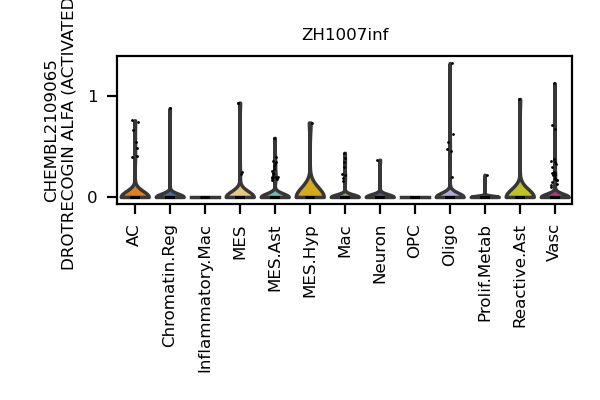 ZH1007inf
CHEMBL2109065
DROTRECOGIN ALFA (ACTIVATED
1
0
AC
Chromatin.Reg
Inflammatory.Mac
MES
MES.Ast
MES.Hyp
Mac
Neuron
OPC
Oligo
Prolif.Metab
Reactive.Ast
Vasc